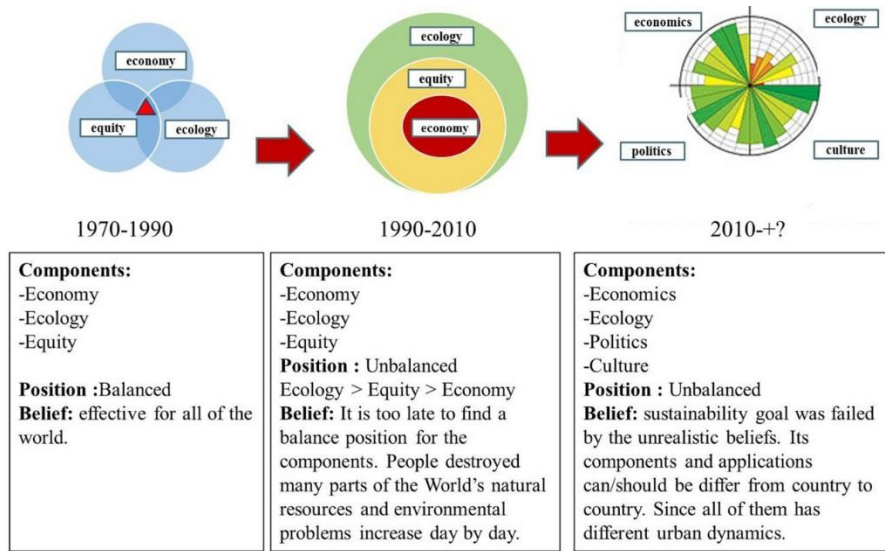 economy
equity
ecology
ecology
equity
economy
economics
ecology
politics
culture
1970-1990
1990-2010
2010-+?
Components:
-Economy
-Ecology
-Equity
Position :Balanced
Belief: effective for all of the
world.
Components:
-Economy
-Ecology
-Equity
Position : Unbalanced
Ecology > Equity > Economy
Belief: It is too late to find a
balance position for the
components. People destroyed
many parts of the World's natural
resources and environmental
problems increase day by day.
Components:
-Economics
-Ecology
-Politics
-Culture
Position : Unbalanced
Belief: sustainability goal was failed
by the unrealistic beliefs. Its
components and applications
can/should be differ from country to
country. Since all of them has
different urban dynamics.